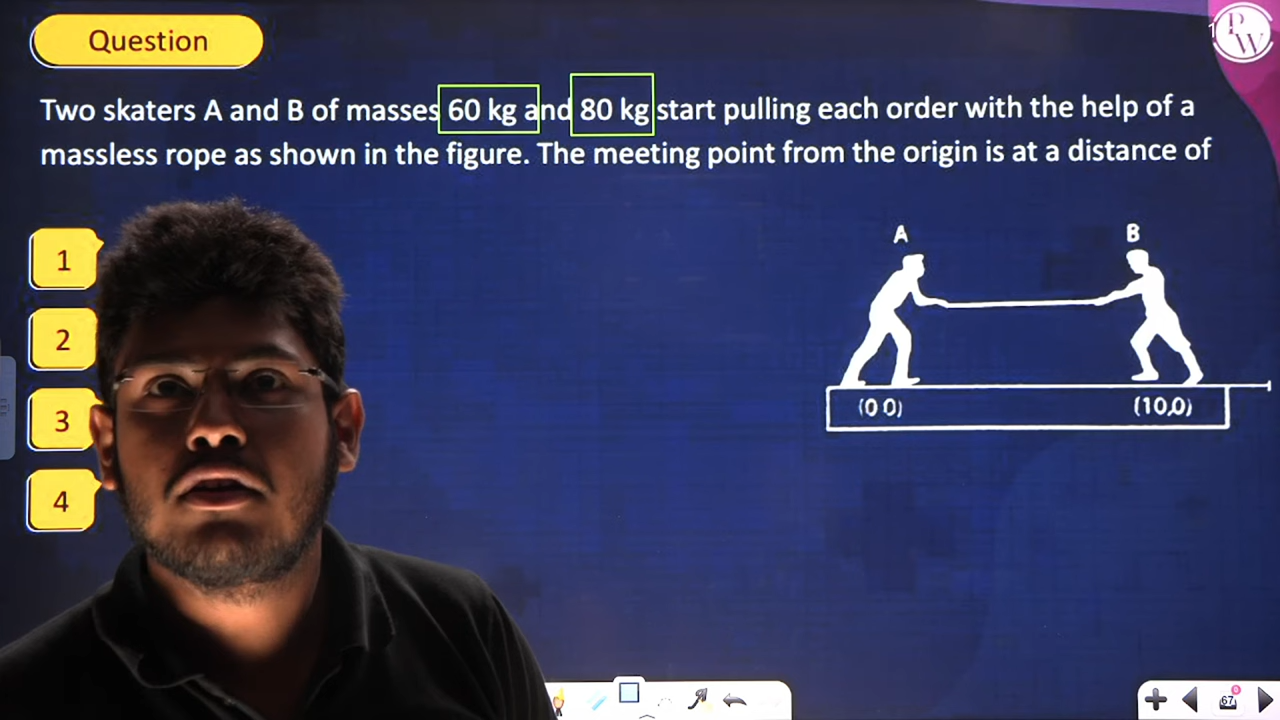 Question
PW
Two skaters A and B of masses 60 kg and 80 kg start pulling each order with the help of a
massless rope as shown in the figure. The meeting point from the origin is at a distance of
A
B
1
2
3
4
(0 0)
(10,0)
67